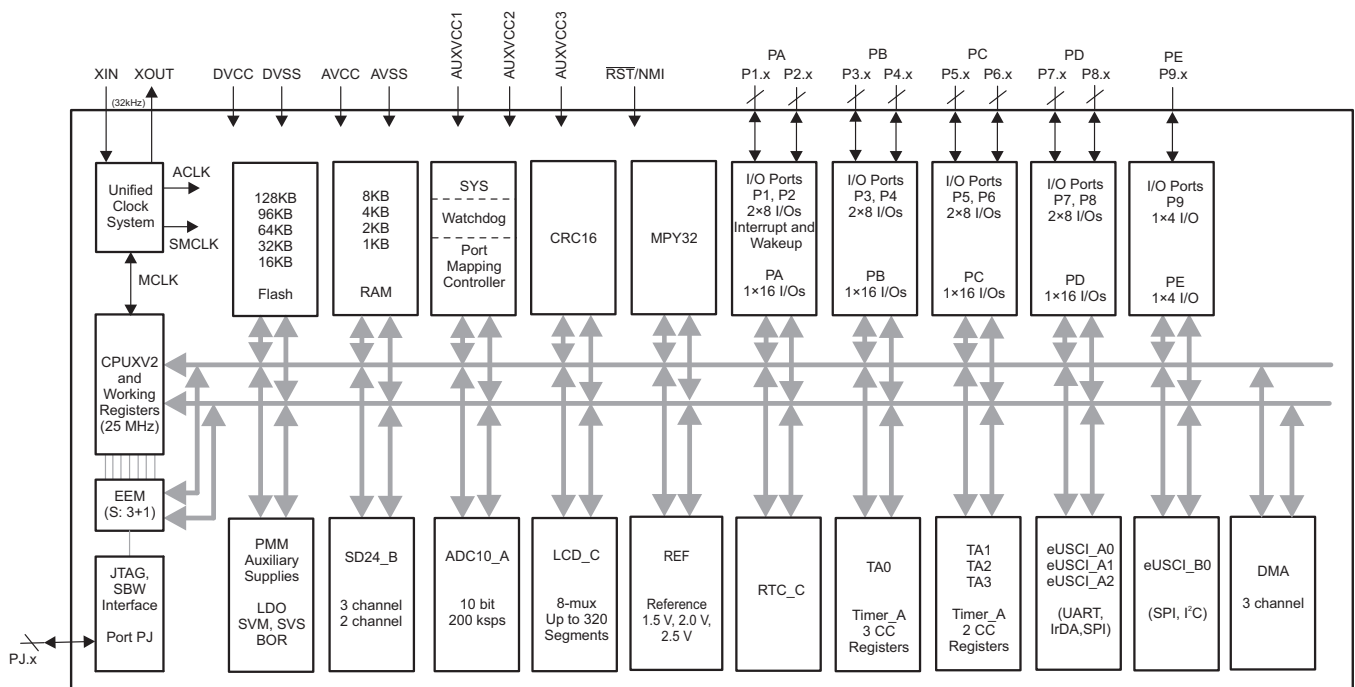 AUXVCC1
AUXVCC2
AUXVCC3
PA
PB
PC
PD
PE
XIN
XOUT
(32kHz)
DVCC
DVSS
AVCC
AVSS
RST/NMI
P1.x
P2.x
P3.x
P4.x
P5.x
P6.x
P7.x
P8.x
P9.x
Unified
Clock
System
ACLK
SMCLK
MCLK
128KB
96KB
64KB
32KB
16KB
Flash
8KB
4KB
2KB
1KB
RAM
SYS
Watchdog
Port
Mapping
Controller
CRC16
MPY32
I/O Ports
P1, P2
2×8 I/Os
Interrupt and
Wakeup
PA
1×16 I/Os
I/O Ports
P3, P4
2×8 I/Os
PB
1×16 I/Os
I/O Ports
P5, P6
2×8 I/Os
PC
1×16 I/Os
I/O Ports
P7, P8
2×8 I/Os
PD
1×16 I/Os
I/O Ports
P9
1×4 I/O
PE
1×4 I/O
CPUXV2
and
Working
Registers
(25 MHz)
EEM
(S: 3+1)
JTAG,
SBW
Interface
Port PJ
PJ.x
PMM
Auxiliary
Supplies
LDO
SVM, SVS
BOR
SD24_B
3 channel
2 channel
ADC10_A
10 bit
200 ksps
LCD_C
8-mux
Up to 320
Segments
REF
Reference
1.5 V, 2.0 V,
2.5 V
RTC_C
TA0
Timer_A
3 CC
Registers
TA1
TA2
TA3
Timer_A
2 CC
Registers
eUSCI_A0
eUSCI_A1
eUSCI_A2
(UART,
IrDA,SPI)
eUSCI_B0
(SPI, I²C)
DMA
3 channel